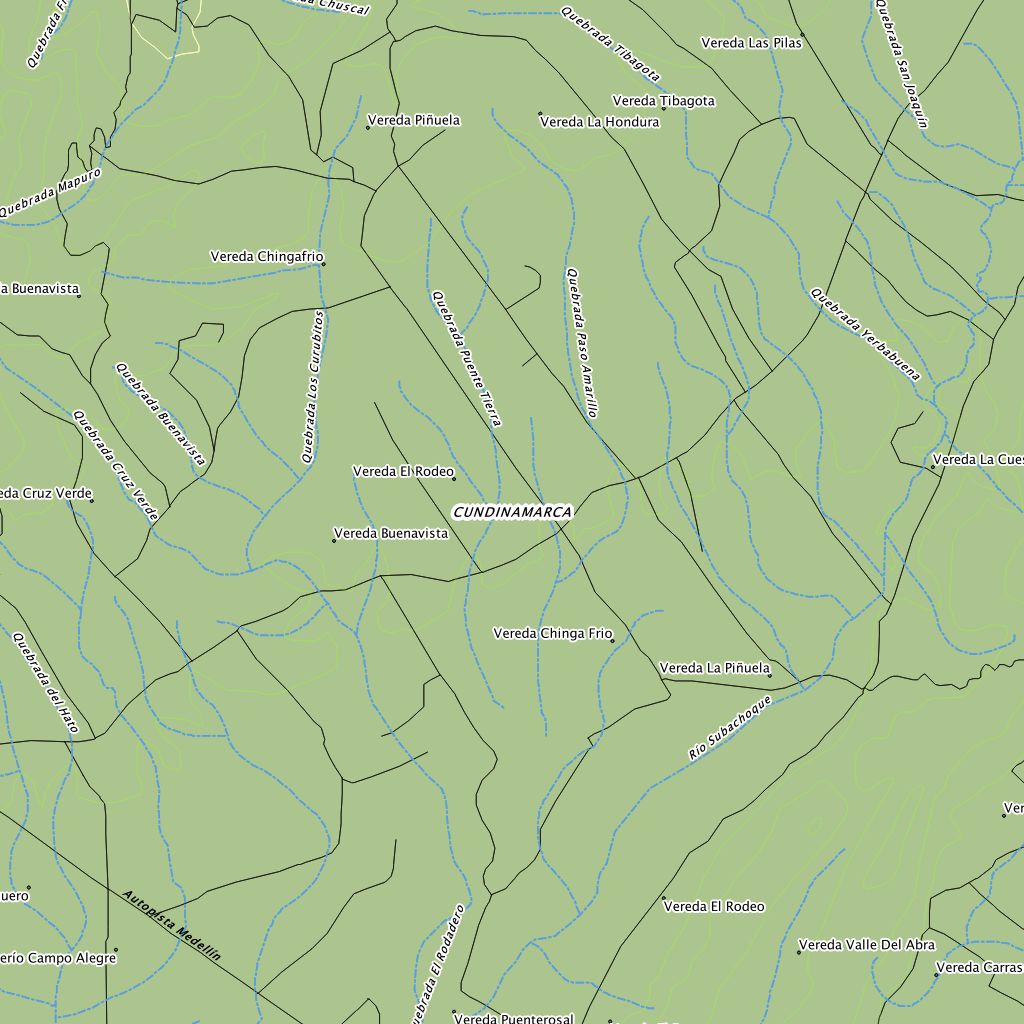 Chuscal
Quebrada
Quebrada Tibagota
Vereda Las Pilas
Quebrada San Joaquín
Vereda Tibagota
Vereda Piñuela
Vereda La Hondura
Quebrada Mapuro
Vereda Chingafrio
a Buenavista
Quebrada Puente Tierra
Quebrada Paso Amarillo
Quebrada Yerbabuena
Quebrada Los Curubitos
Quebrada Buenavista
Quebrada Cruz Verde
Vereda La Cues
Vereda El Rodeo
eda Cruz Verde
CUNDINAMARCA
Vereda Buenavista
Vereda Chinga Frio
Quebrada del Hato
Vereda La Piñuela
Río Subachoque
Ver
uero
Autopista Medellín
Vereda El Rodeo
ebrada El Rodadero
Vereda Valle Del Abra
erío Campo Alegre
Vereda Carras
Vereda Puenterosal